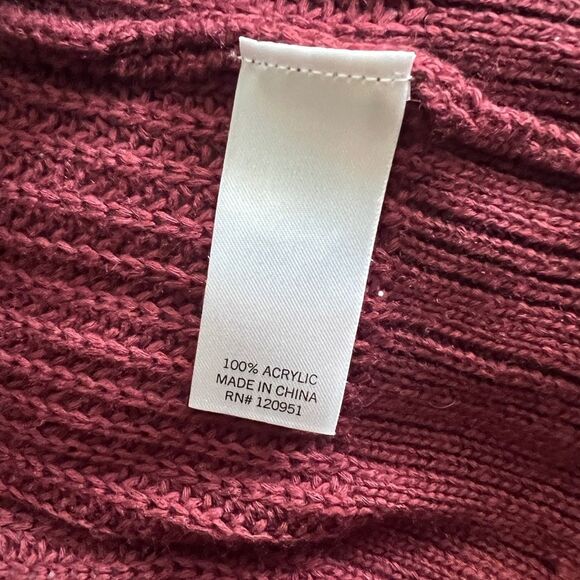 100% ACRYLIC
MADE IN CHINA
RN# 120951